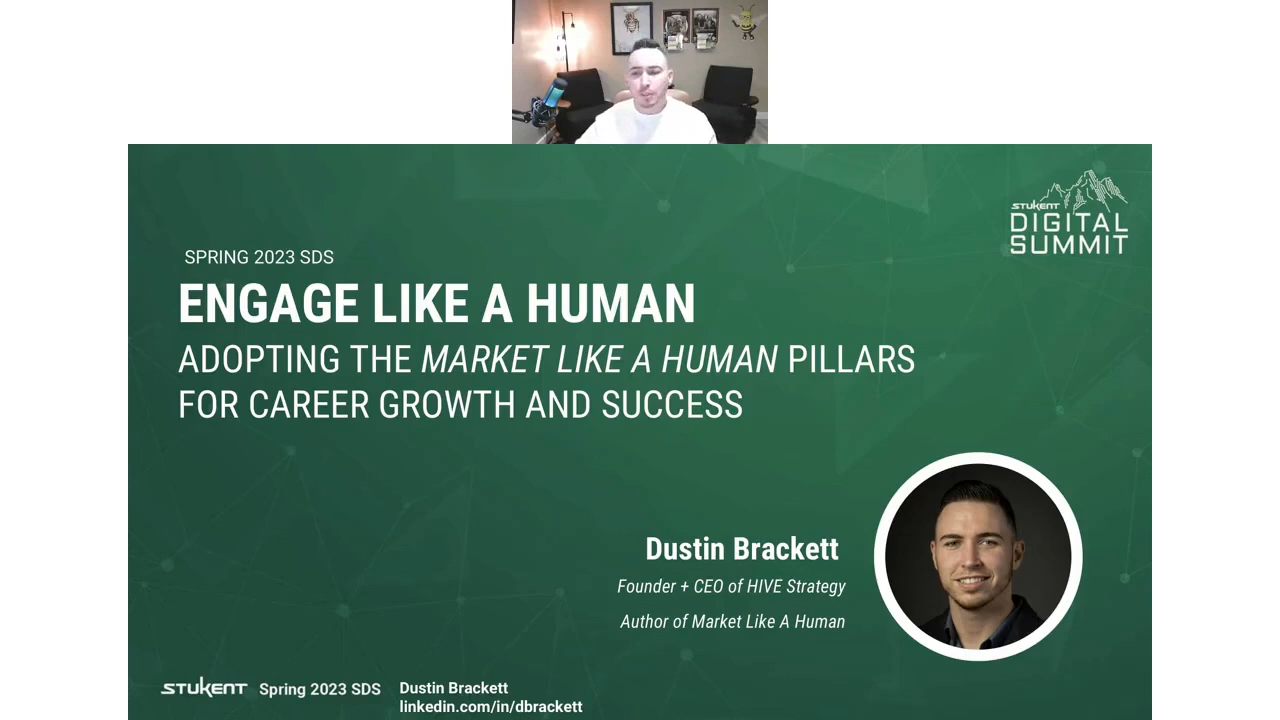 STUKENT
DIGITAL
SUMMIT
SPRING 2023 SDS
ENGAGE LIKE A HUMAN
ADOPTING THE MARKET LIKE A HUMAN PILLARS
FOR CAREER GROWTH AND SUCCESS
Dustin Brackett
Founder + CEO of HIVE Strategy
Author of Market Like A Human
STUKENT Spring 2023 SDS
Dustin Brackett
linkedin.com/in/dbrackett